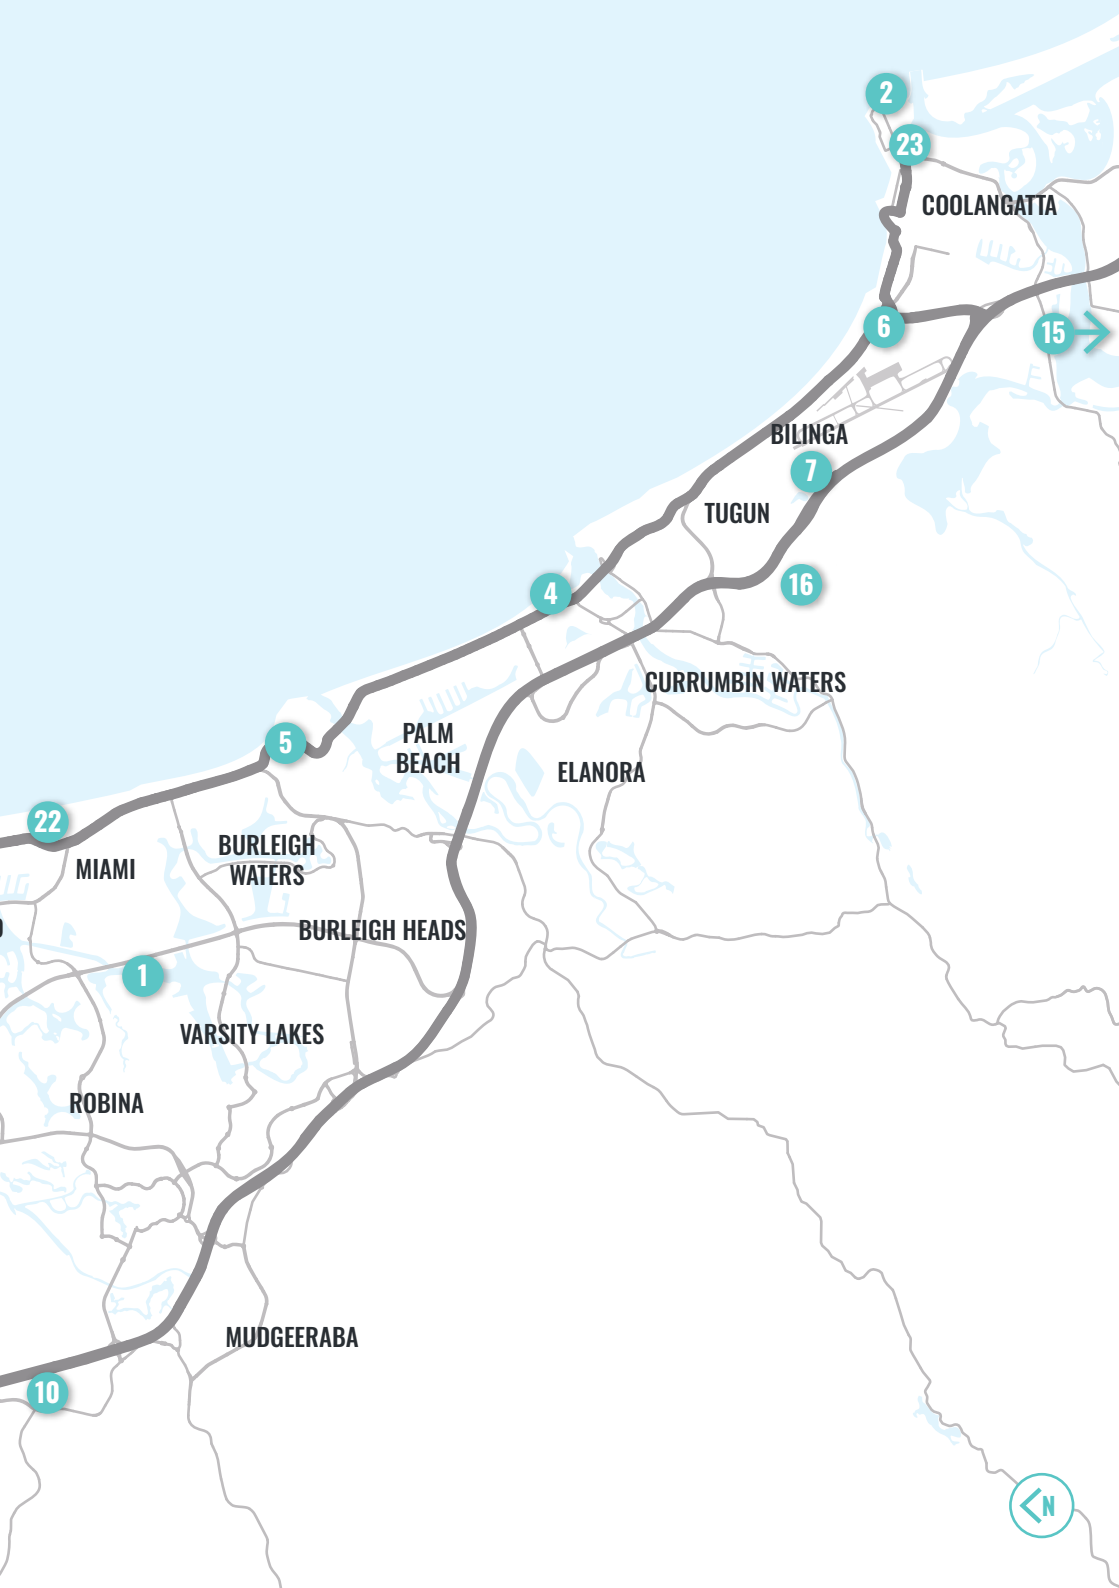 2
23
COOLANGATTA
6
15
BILINGA
7
TUGUN
16
4
CURRUMBIN WATERS
5
PALM
BEACH
ELANORA
22
MIAMI
BURLEIGH
WATERS
BURLEIGH HEADS
1
VARSITY LAKES
ROBINA
MUDGEERABA
10
N